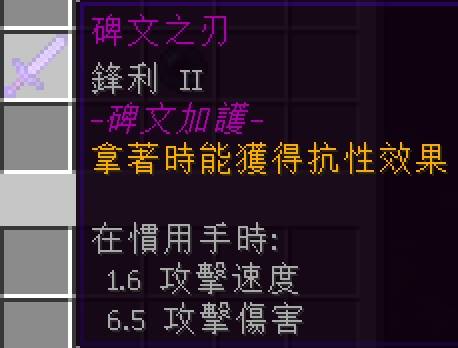 碑文之刃
鋒利 II
-碑文加護-
拿著時能獲得抗性效果
在慣用手時:
1.6 攻擊速度
6.5 攻擊傷害